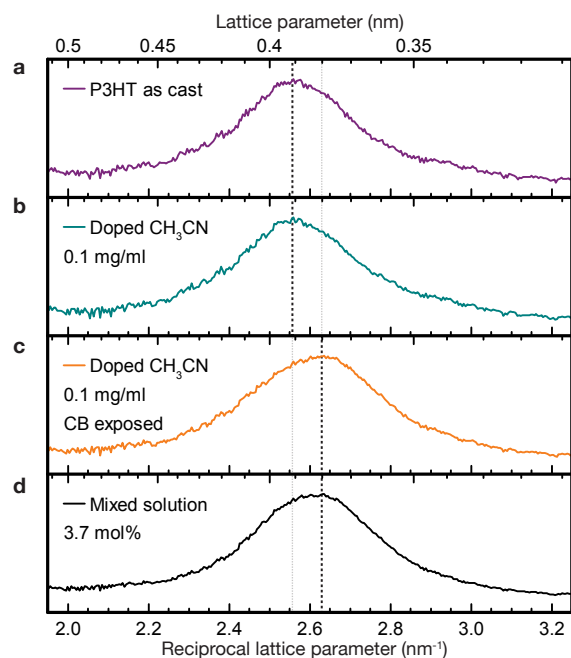 Lattice parameter (nm)
0.5 0.45 0.4 0.35
a
P3HT as cast
b
Doped CH₃CN
0.1 mg/ml
c
Doped CH₃CN
0.1 mg/ml
CB exposed
d
Mixed solution
3.7 mol%
2.0 2.2 2.4 2.6 2.8 3.0 3.2
Reciprocal lattice parameter (nm⁻¹)